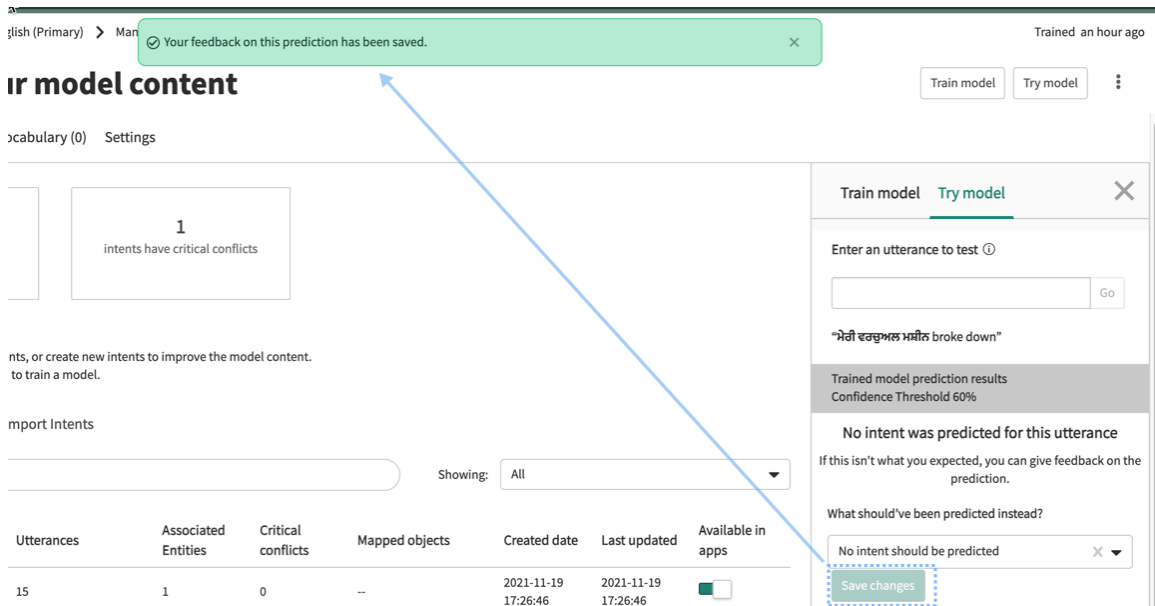 glish (Primary) > Man
Your feedback on this prediction has been saved.
Trained an hour ago
ur model content
Train model
Try model
ocabulary (0) Settings
1
intents have critical conflicts
nts, or create new intents to improve the model content.
to train a model.
mport Intents
Showing: All
Utterances Associated Entities Critical conflicts Mapped objects Created date Last updated Available in apps
15 1 0 -- 2021-11-19 17:26:46 2021-11-19 17:26:46
Train model Try model
Enter an utterance to test
Go
“ਮੇਰੀ ਵਰਚੁਅਲ ਮਸ਼ੀਨ broke down”
Trained model prediction results
Confidence Threshold 60%
No intent was predicted for this utterance
If this isn't what you expected, you can give feedback on the
prediction.
What should've been predicted instead?
No intent should be predicted
Save changes